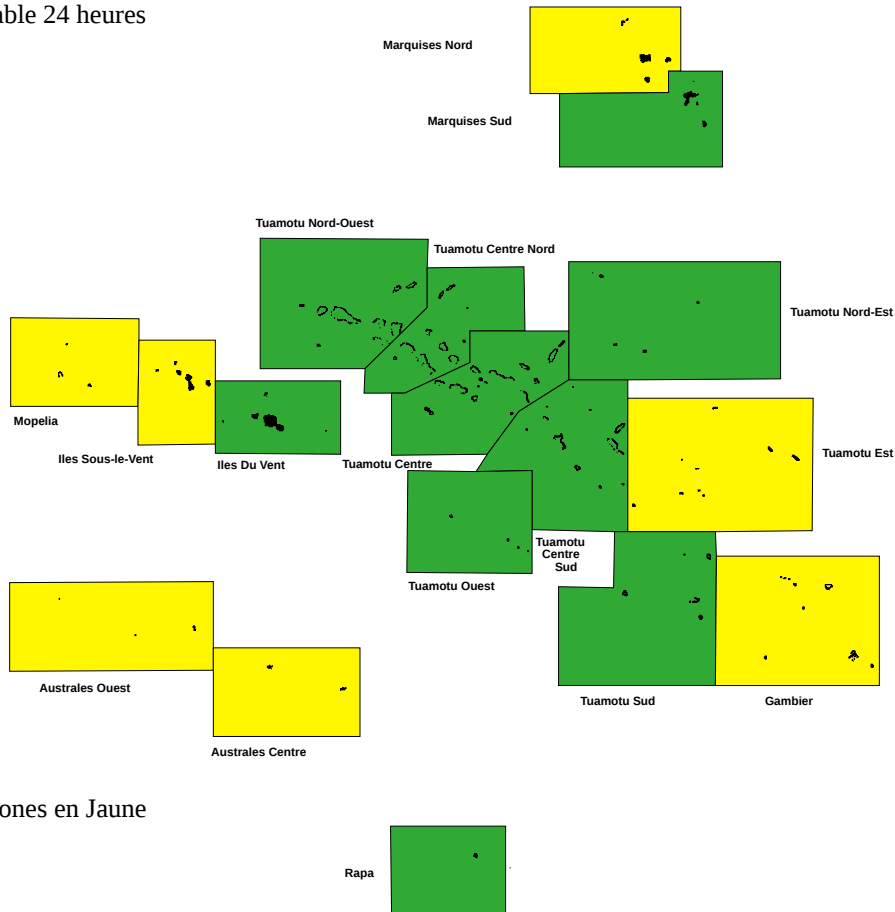 able 24 heures
Marquises Nord
Marquises Sud
Tuamotu Nord-Ouest
Tuamotu Centre Nord
Tuamotu Nord-Est
Mopelia
Iles Sous-le-Vent
Iles Du Vent
Tuamotu Centre
Tuamotu Est
Tuamotu
Centre
Sud
Tuamotu Ouest
Australes Ouest
Tuamotu Sud
Gambier
Australes Centre
ones en Jaune
Rapa